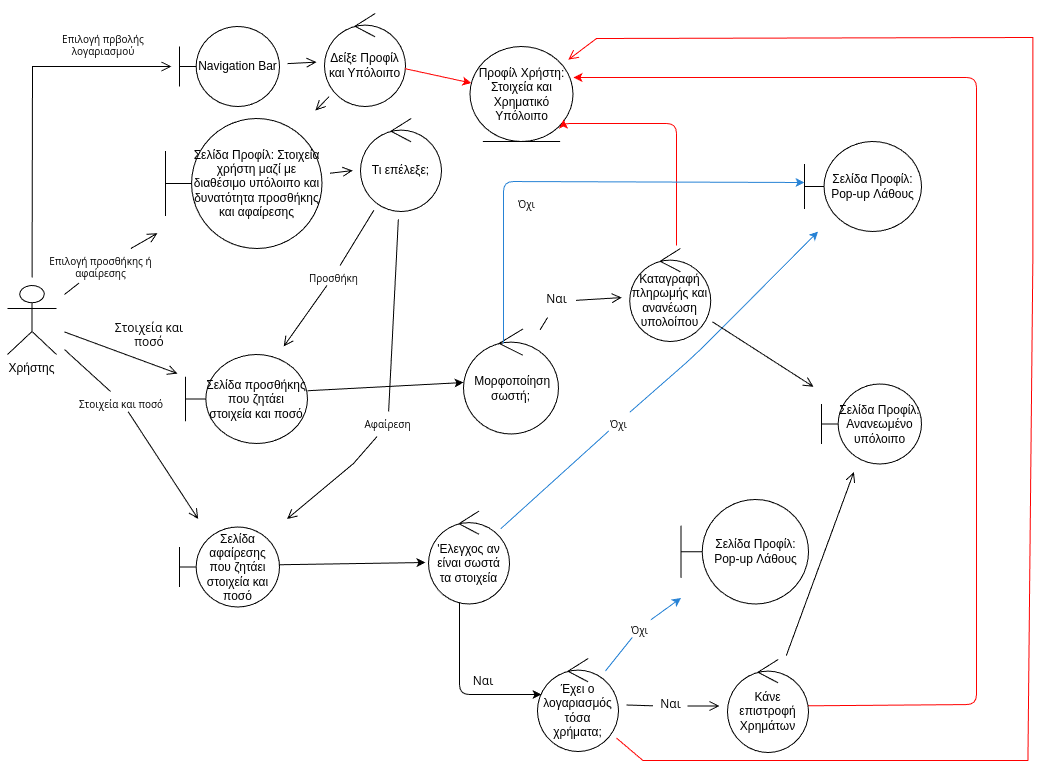 Επιλογή πρβολής
λογαριασμού
Navigation Bar
Δείξε Προφίλ
και Υπόλοιπο
Προφίλ Χρήστη:
Στοιχεία και
Χρηματικό
Υπόλοιπο
Σελίδα Προφίλ: Στοιχεία
χρήστη μαζί με
διαθέσιμο υπόλοιπο και
δυνατότητα προσθήκης
και αφαίρεσης
Τι επέλεξε;
Σελίδα Προφίλ:
Pop-up Λάθους
Όχι
Επιλογή προσθήκης ή
αφαίρεσης
Προσθήκη
Καταγραφή
πληρωμής και
ανανέωση
υπολοίπου
Ναι
Χρήστης
Στοιχεία και
ποσό
Σελίδα προσθήκης
που ζητάει
στοιχεία και ποσό
Μορφοποίηση
σωστή;
Στοιχεία και ποσό
Αφαίρεση
Όχι
Σελίδα Προφίλ:
Ανανεωμένο
υπόλοιπο
Σελίδα
αφαίρεσης
που ζητάει
στοιχεία και
ποσό
Έλεγχος αν
είναι σωστά
τα στοιχεία
Σελίδα Προφίλ:
Pop-up Λάθους
Όχι
Ναι
Έχει ο
λογαριασμός
τόσα
χρήματα;
Ναι
Κάνε
επιστροφή
Χρημάτων